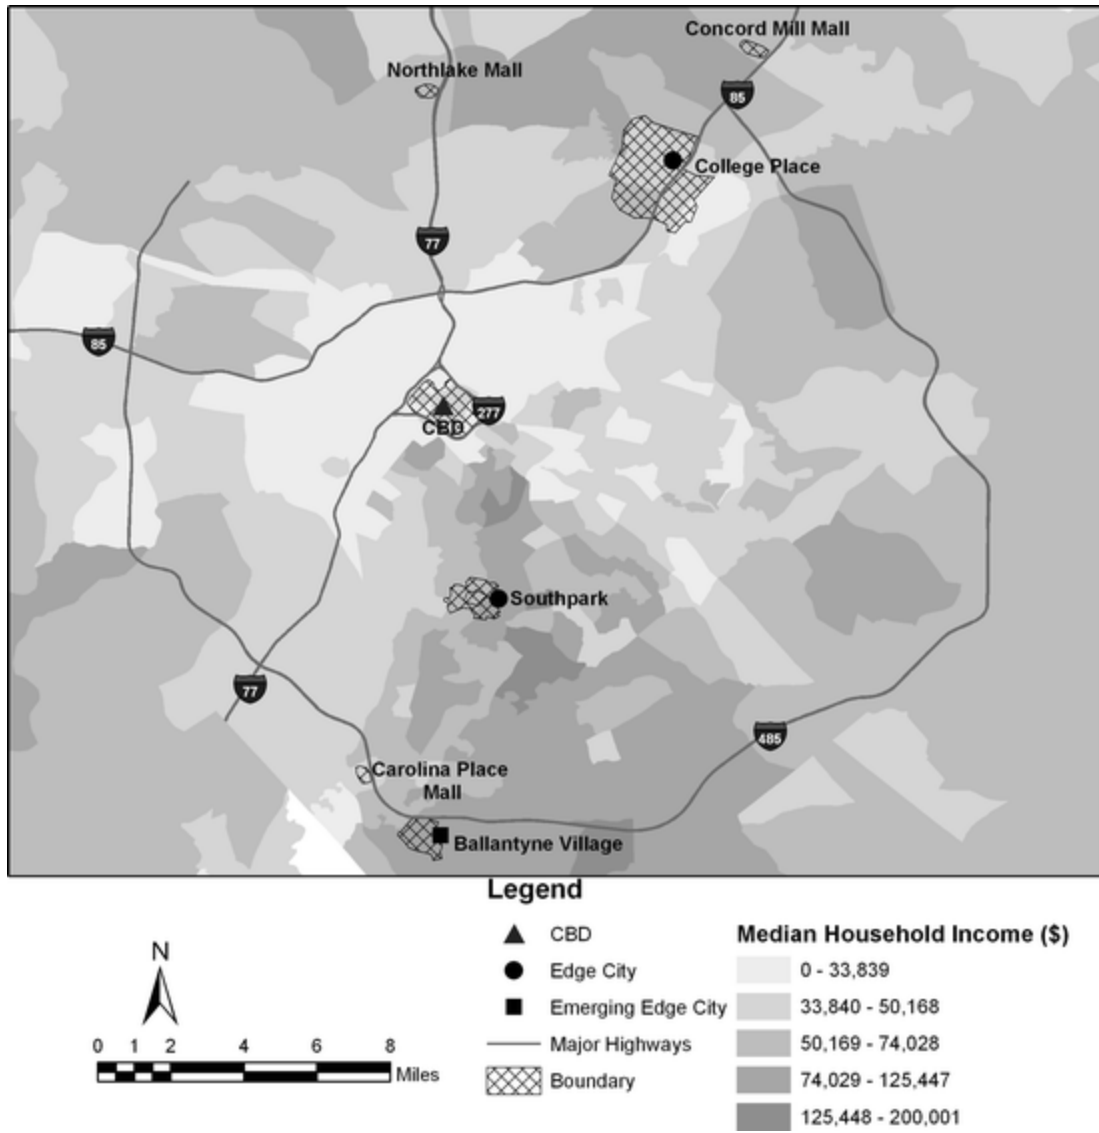 Concord Mill Mall
Northlake Mall
85
College Place
77
85
277
CBD
Southpark
77
485
Carolina Place
Mall
Ballantyne Village
Legend
CBD
Edge City
Emerging Edge City
Major Highways
Boundary
Median Household Income ($)
0 - 33,839
33,840 - 50,168
50,169 - 74,028
74,029 - 125,447
125,448 - 200,001
N
0 1 2 4 6 8
Miles